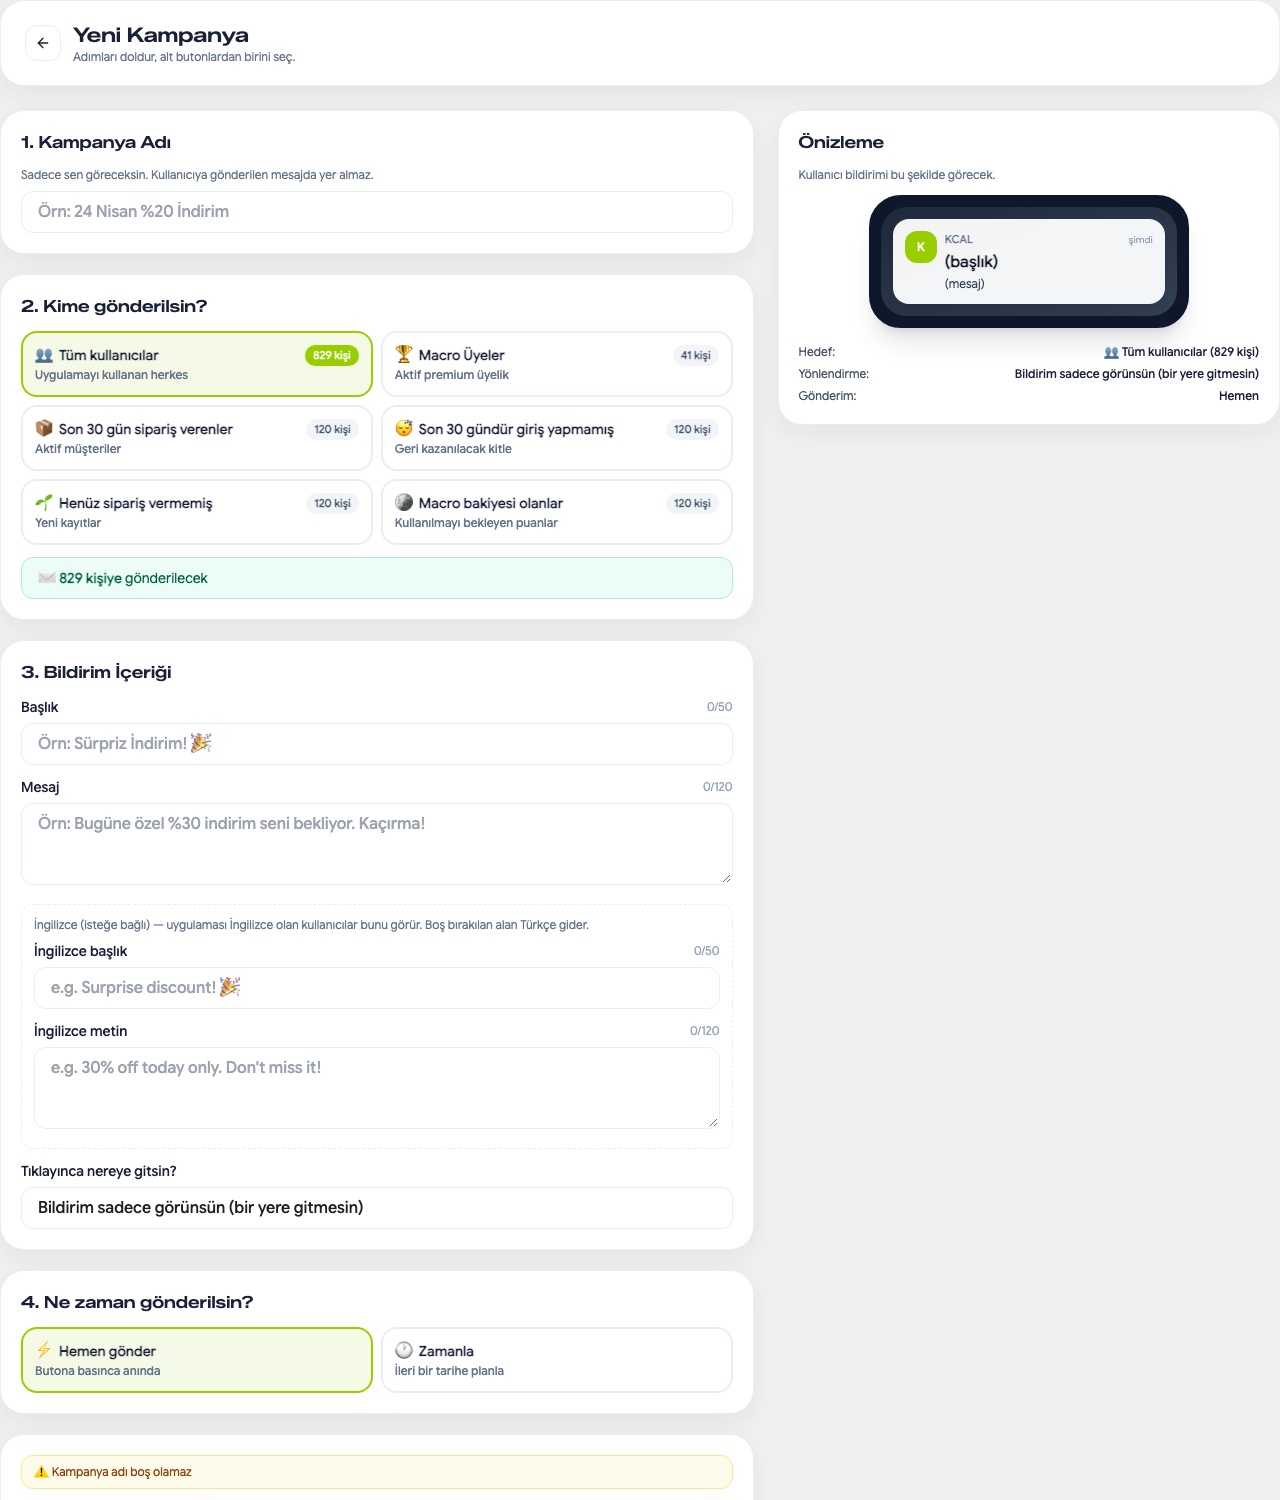 Yeni Kampanya
Adımları doldur, alt butonlardan birini seç.
1. Kampanya Adı
Sadece sen göreceksin. Kullanıcıya gönderilen mesajda yer almaz.
Örn: 24 Nisan %20 İndirim
2. Kime gönderilsin?
👥 Tüm kullanıcılar 829 kişi
Uygulamayı kullanan herkes
🏆 Macro Üyeler 41 kişi
Aktif premium üyelik
📦 Son 30 gün sipariş verenler 120 kişi
Aktif müşteriler
😴 Son 30 gündür giriş yapmamış 120 kişi
Geri kazanılacak kitle
🌱 Henüz sipariş vermemiş 120 kişi
Yeni kayıtlar
🌑 Macro bakiyesi olanlar 120 kişi
Kullanılmayı bekleyen puanlar
✉️ 829 kişiye gönderilecek
3. Bildirim İçeriği
Başlık 0/50
Örn: Sürpriz İndirim! 🎉
Mesaj 0/120
Örn: Bugüne özel %30 indirim seni bekliyor. Kaçırma!
İngilizce (isteğe bağlı) — uygulaması İngilizce olan kullanıcılar bunu görür. Boş bırakılan alan Türkçe gider.
İngilizce başlık 0/50
e.g. Surprise discount! 🎉
İngilizce metin 0/120
e.g. 30% off today only. Don't miss it!
Tıklayınca nereye gitsin?
Bildirim sadece görünsün (bir yere gitmesin)
4. Ne zaman gönderilsin?
⚡ Hemen gönder
Butona basınca anında
🕐 Zamanla
İleri bir tarihe planla
⚠️ Kampanya adı boş olamaz
Önizleme
Kullanıcı bildirimi bu şekilde görecek.
K
KCAL şimdi
(başlık)
(mesaj)
Hedef: 👥 Tüm kullanıcılar (829 kişi)
Yönlendirme: Bildirim sadece görünsün (bir yere gitmesin)
Gönderim: Hemen